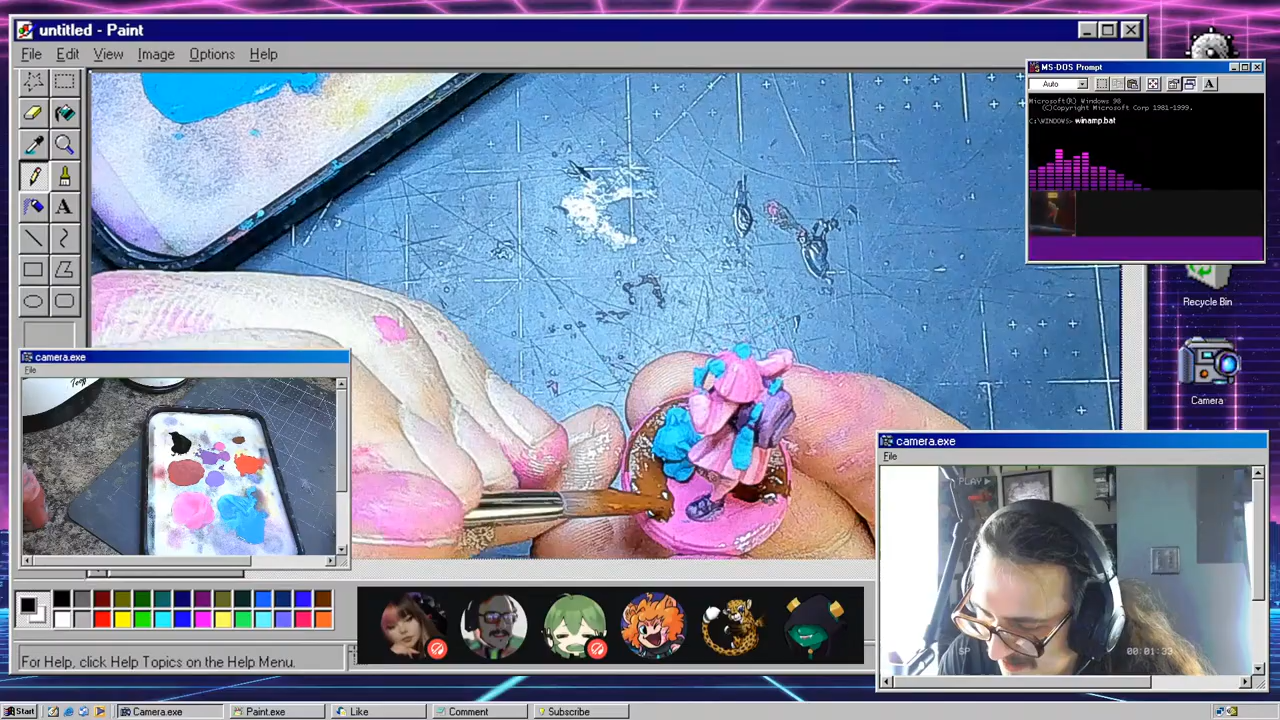 untitled - Paint
File Edit View Image Options Help
MS-DOS Prompt
Auto
A
Microsoft(R) Windows 98
(C)Copyright Microsoft Corp 1981-1999.
C:\WINDOWS> winamp.bat
A
Recycle Bin
Camera
camera.exe
File
camera.exe
File
PLAY
SP 00:01:33
For Help, click Help Topics on the Help Menu.
Start Camera.exe Paint.exe Like Comment Subscribe